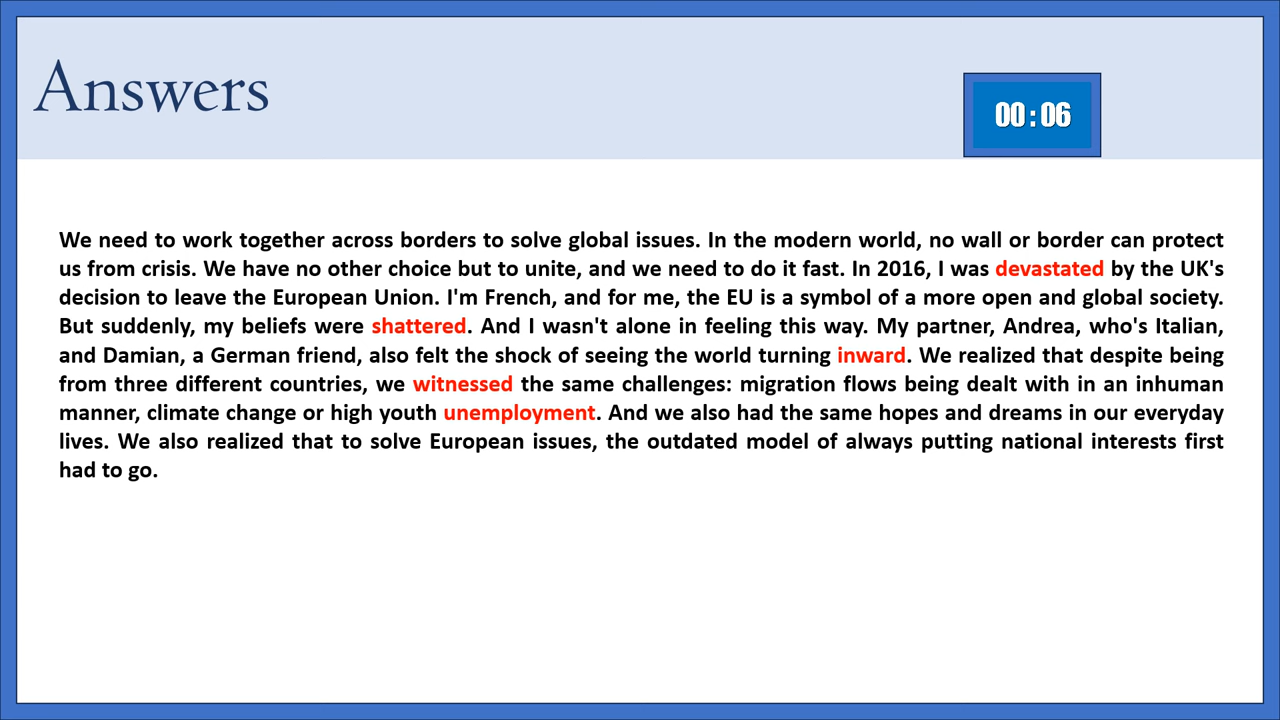 Answers
00 : 06
We need to work together across borders to solve global issues. In the modern world, no wall or border can protect
us from crisis. We have no other choice but to unite, and we need to do it fast. In 2016, I was devastated by the UK's
decision to leave the European Union. I'm French, and for me, the EU is a symbol of a more open and global society.
But suddenly, my beliefs were shattered. And I wasn't alone in feeling this way. My partner, Andrea, who's Italian,
and Damian, a German friend, also felt the shock of seeing the world turning inward. We realized that despite being
from three different countries, we witnessed the same challenges: migration flows being dealt with in an inhuman
manner, climate change or high youth unemployment. And we also had the same hopes and dreams in our everyday
lives. We also realized that to solve European issues, the outdated model of always putting national interests first
had to go.